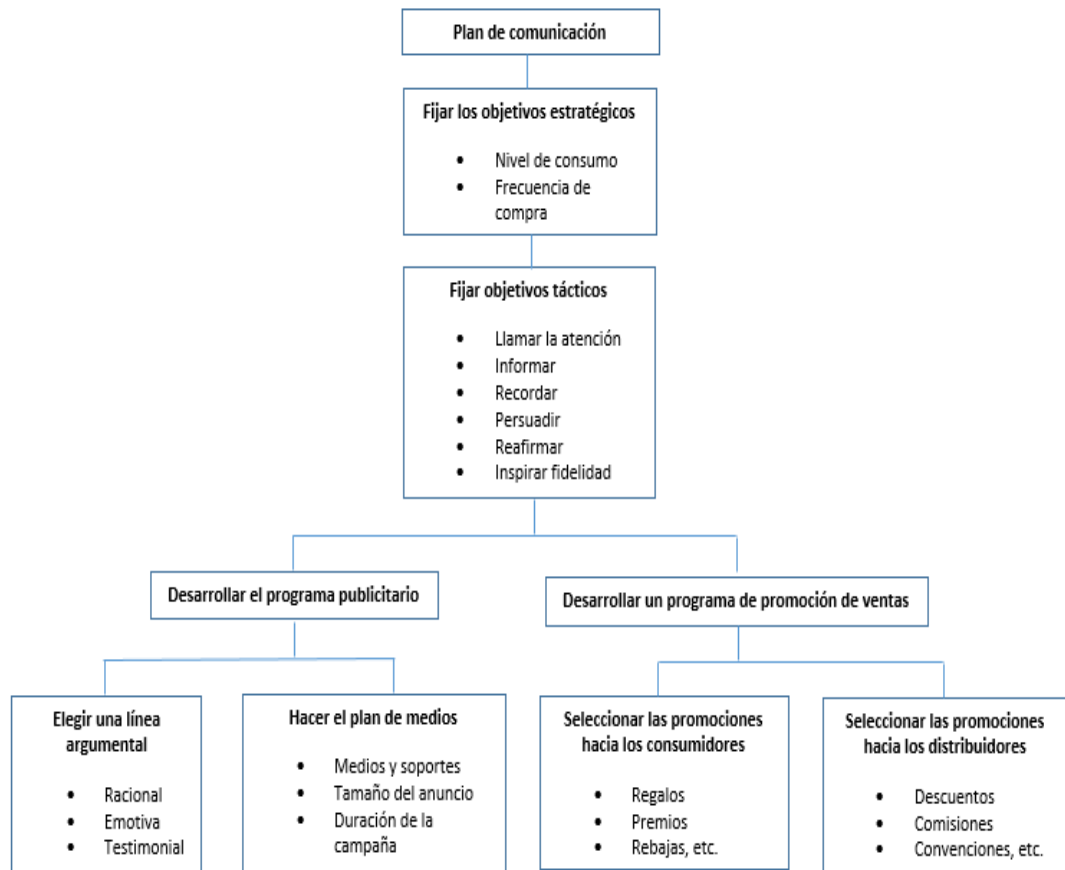 Plan de comunicación
Fijar los objetivos estratégicos
• Nivel de consumo
• Frecuencia de
compra
Fijar objetivos tácticos
• Llamar la atención
• Informar
• Recordar
• Persuadir
• Reafirmar
• Inspirar fidelidad
Desarrollar el programa publicitario
Desarrollar un programa de promoción de ventas
Elegir una línea
argumental
• Racional
• Emotiva
• Testimonial
Hacer el plan de medios
• Medios y soportes
• Tamaño del anuncio
• Duración de la
campaña
Seleccionar las promociones
hacia los consumidores
• Regalos
• Premios
• Rebajas, etc.
Seleccionar las promociones
hacia los distribuidores
• Descuentos
• Comisiones
• Convenciones, etc.